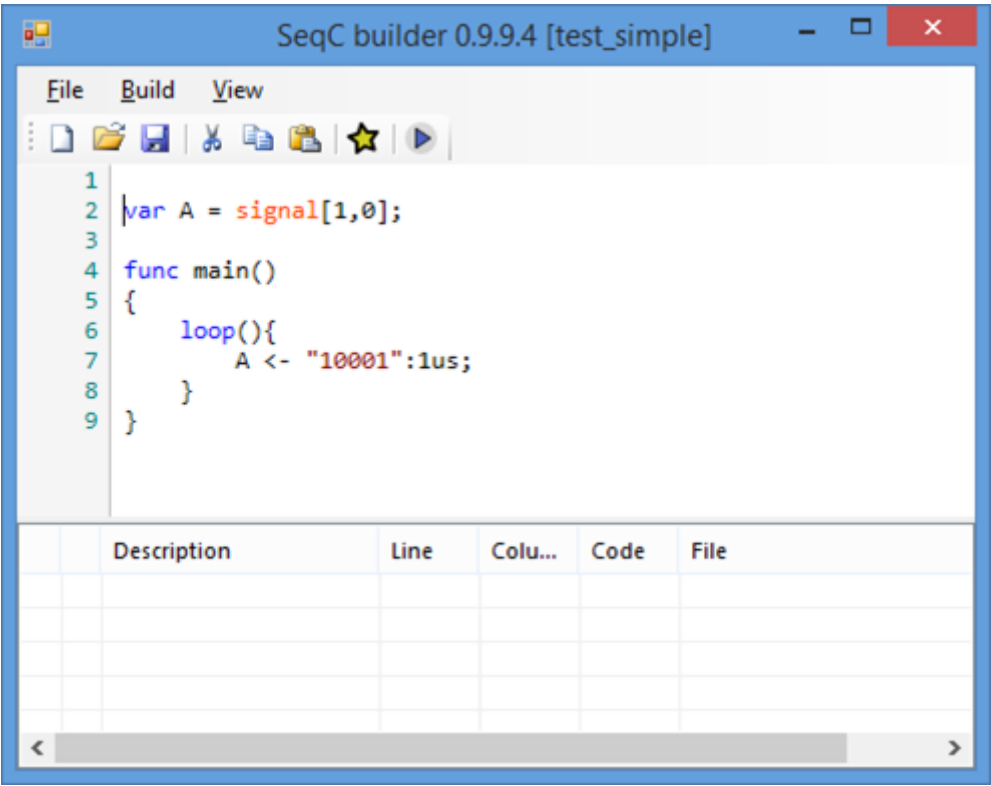 SeqC builder 0.9.9.4 [test_simple]
File Build View
1
2 var A = signal[1,0];
3
4 func main()
5 {
6     loop(){
7         A <- "10001":1us;
8     }
9 }
Description Line Colu... Code File